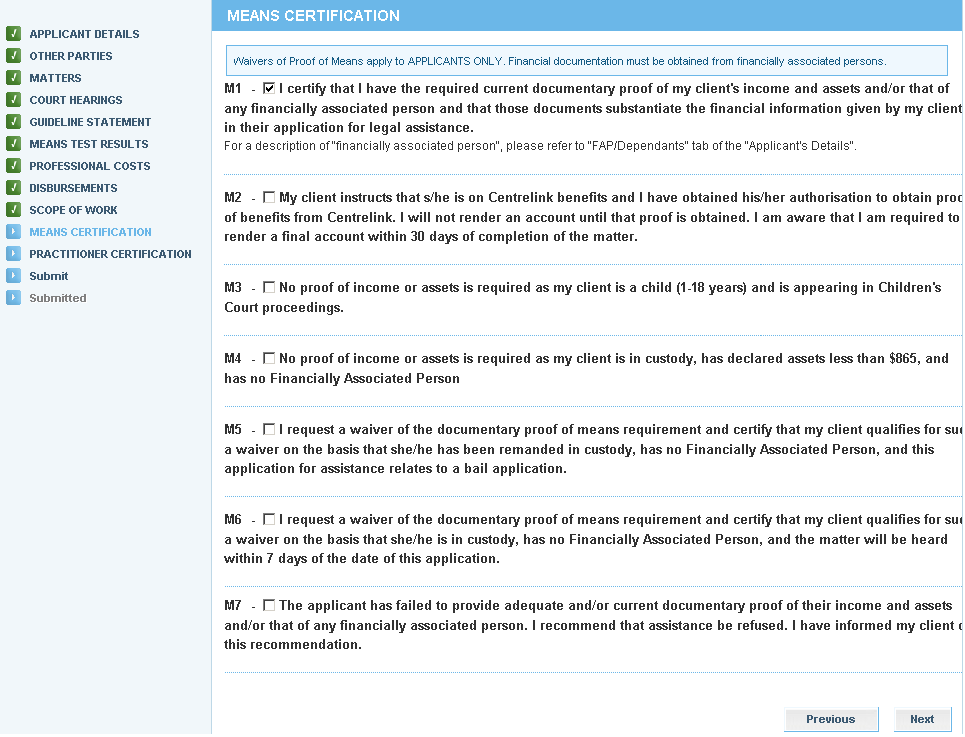 MEANS CERTIFICATION
APPLICANT DETAILS
OTHER PARTIES
MATTERS
COURT HEARINGS
GUIDELINE STATEMENT
MEANS TEST RESULTS
PROFESSIONAL COSTS
DISBURSEMENTS
SCOPE OF WORK
MEANS CERTIFICATION
PRACTITIONER CERTIFICATION
Submit
Submitted
Waivers of Proof of Means apply to APPLICANTS ONLY. Financial documentation must be obtained from financially associated persons.
M1 - I certify that I have the required current documentary proof of my client's income and assets and/or that of
any financially associated person and that those documents substantiate the financial information given by my client
in their application for legal assistance.
For a description of "financially associated person", please refer to "FAP/Dependants" tab of the "Applicant's Details".
M2 - My client instructs that s/he is on Centrelink benefits and I have obtained his/her authorisation to obtain
of benefits from Centrelink. I will not render an account until that proof is obtained. I am aware that I am required to
render a final account within 30 days of completion of the matter.
M3 - No proof of income or assets is required as my client is a child (1-18 years) and is appearing in Children's
Court proceedings.
M4 - No proof of income or assets is required as my client is in custody, has declared assets less than $865, and
has no Financially Associated Person
M5 - I request a waiver of the documentary proof of means requirement and certify that my client qualifies for
a waiver on the basis that she/he has been remanded in custody, has no Financially Associated Person, and this
application for assistance relates to a bail application.
M6 - I request a waiver of the documentary proof of means requirement and certify that my client qualifies for
a waiver on the basis that she/he is in custody, has no Financially Associated Person, and the matter will be heard
within 7 days of the date of this application.
M7 - The applicant has failed to provide adequate and/or current documentary proof of their income and assets
and/or that of any financially associated person. I recommend that assistance be refused. I have informed my client
this recommendation.
Previous
Next